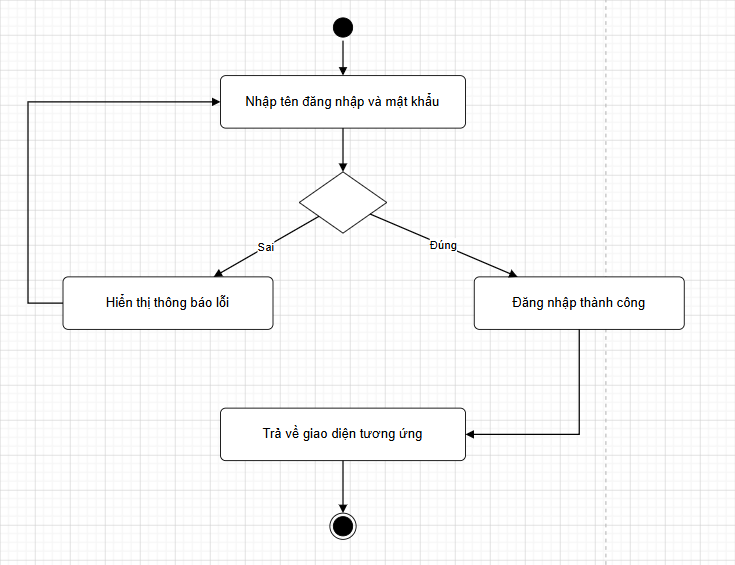 Nhập tên đăng nhập và mật khẩu
Sai
Đúng
Hiển thị thông báo lỗi
Đăng nhập thành công
Trả về giao diện tương ứng